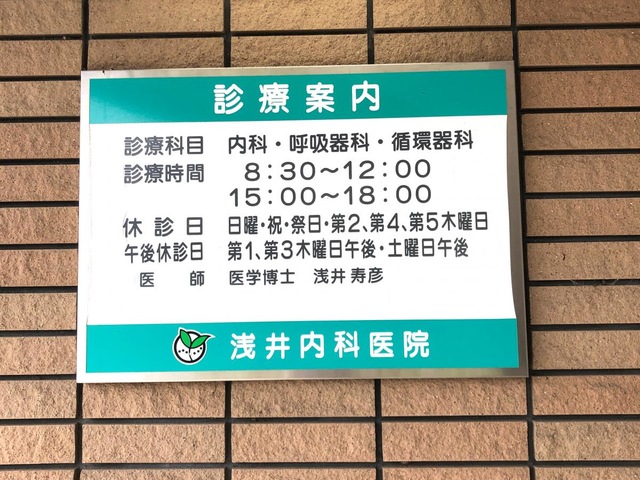 診療案内
診療科目 内科・呼吸器科・循環器科
診療時間 8:30〜12:00
15:00〜18:00
休診日 日曜・祝・祭日・第2、第4、第5木曜日
午後休診日 第1、第3木曜日午後・土曜日午後
医師 医学博士 浅井寿彦
浅井内科医院